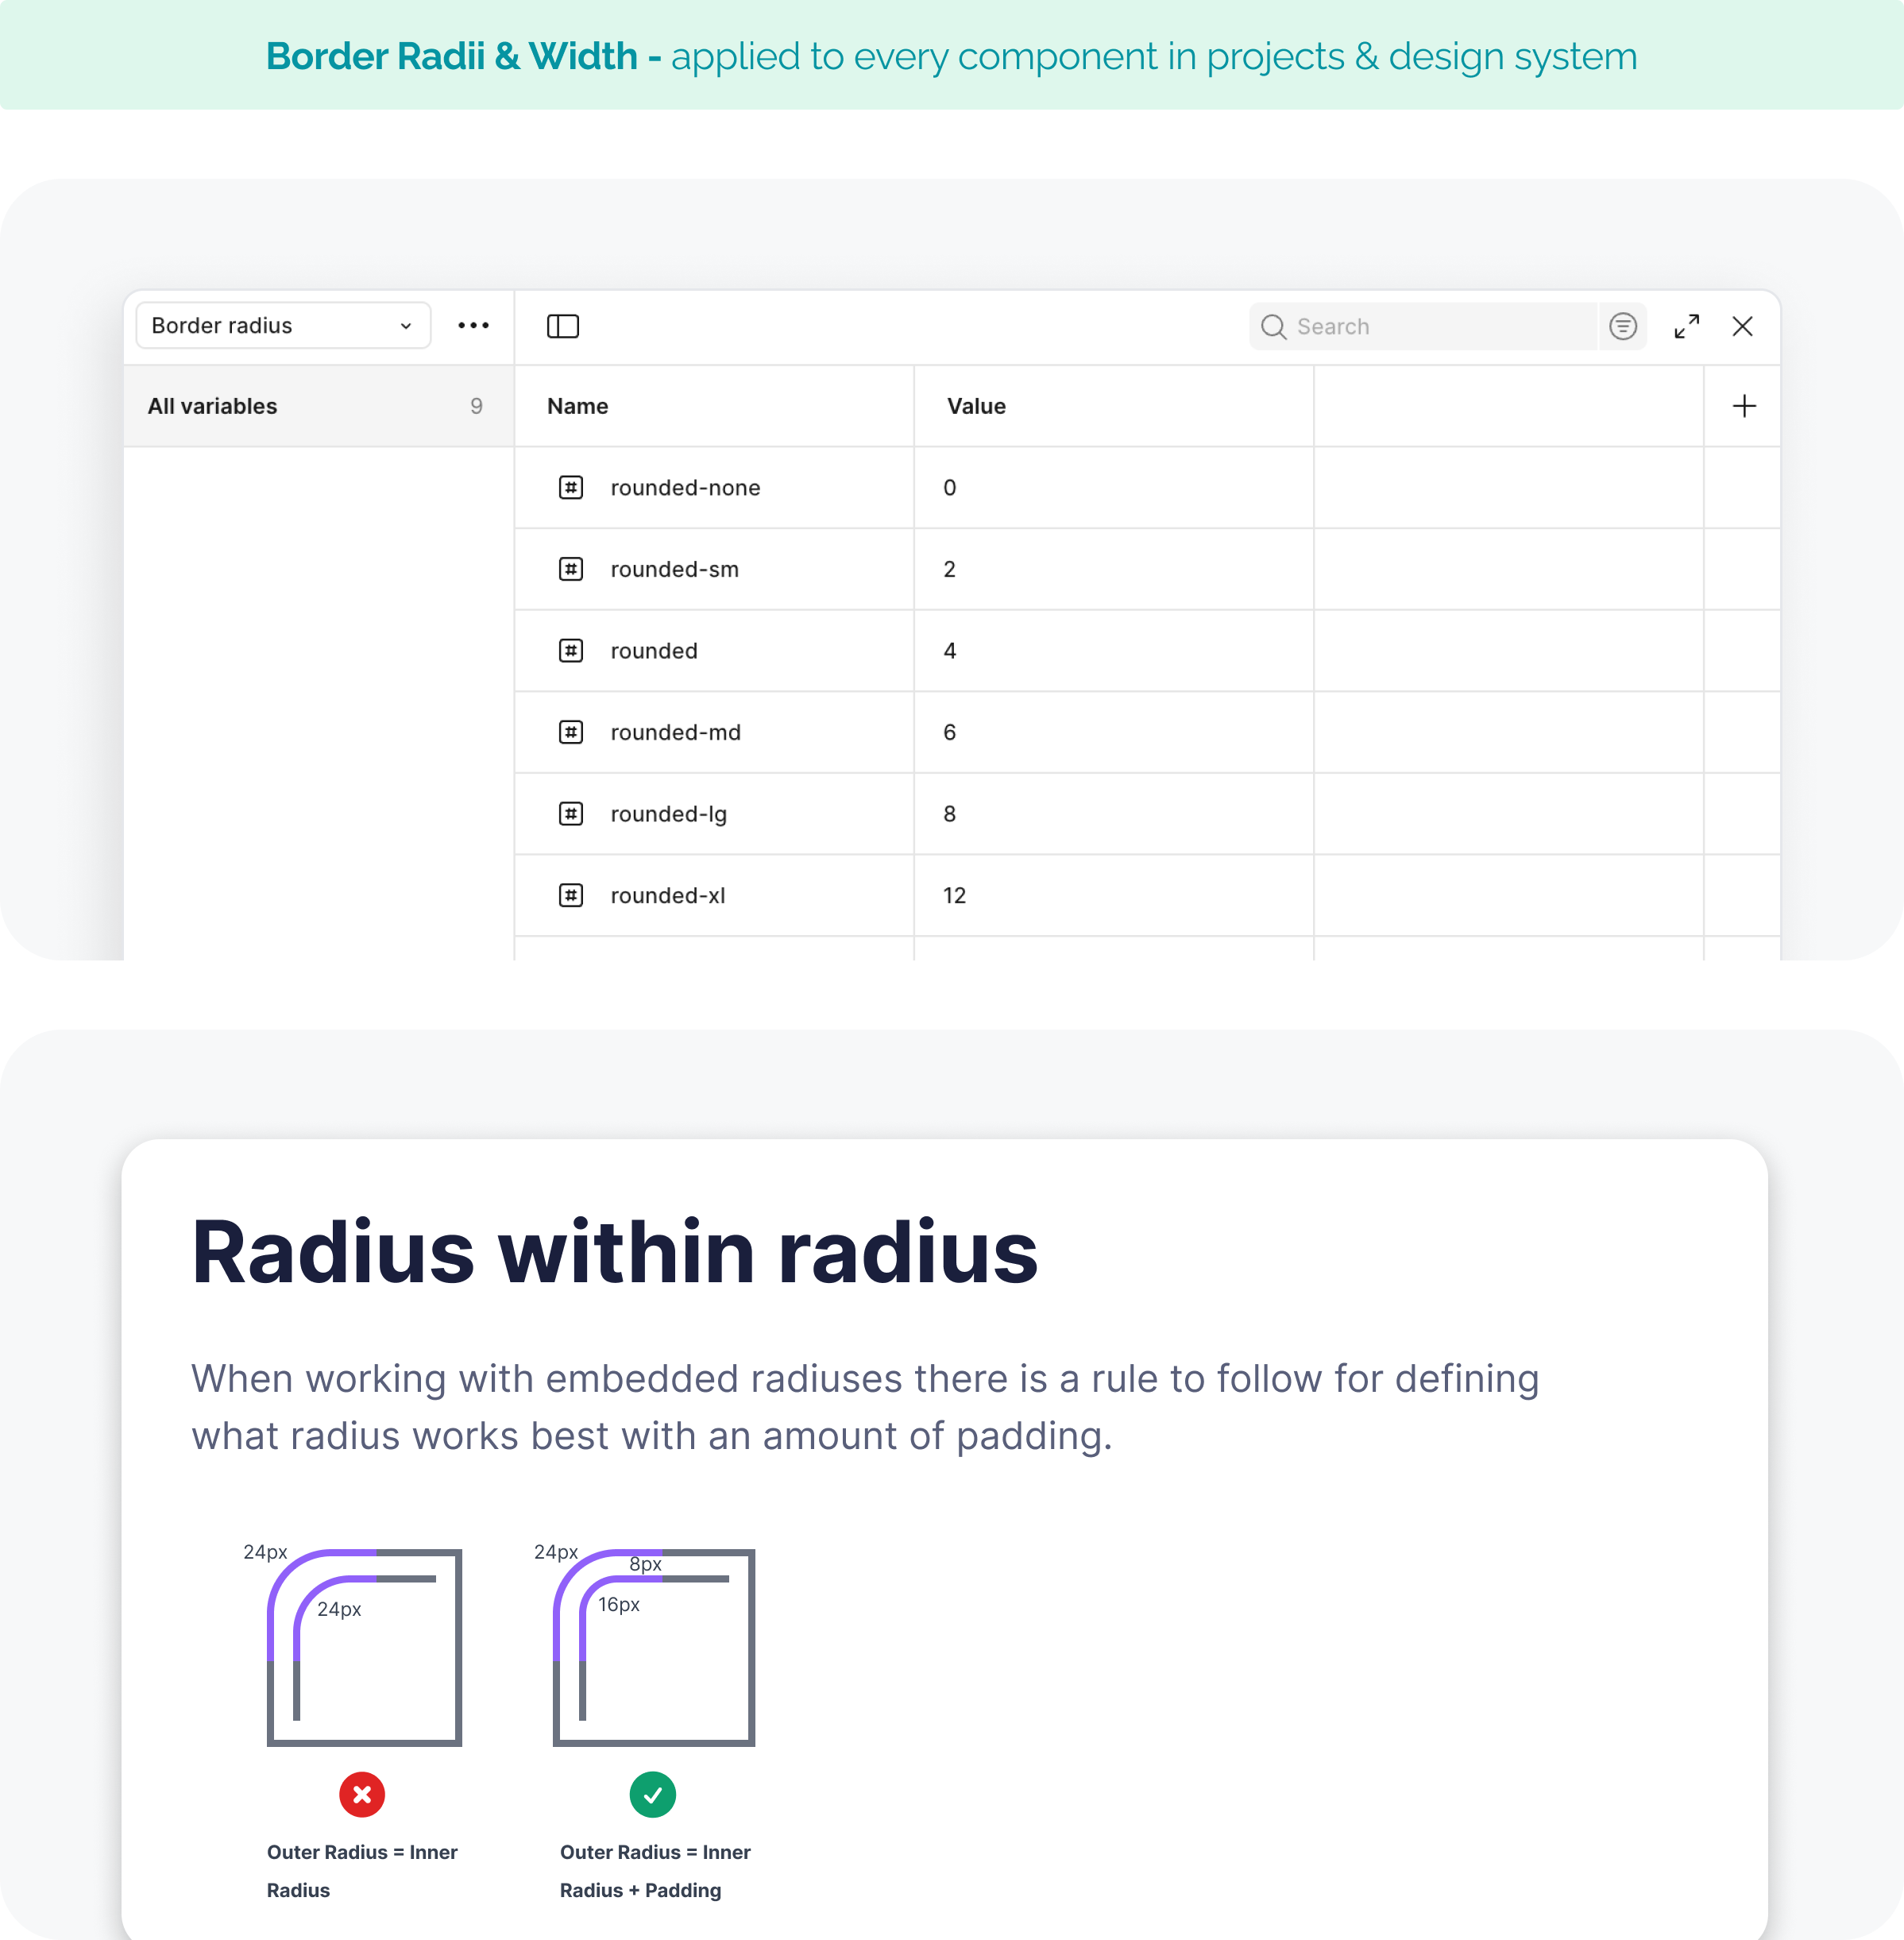 Border Radii & Width - applied to every component in projects & design system
Border radius
Search
All variables 9
Name Value
rounded-none 0
rounded-sm 2
rounded 4
rounded-md 6
rounded-lg 8
rounded-xl 12
Radius within radius
When working with embedded radiuses there is a rule to follow for defining
what radius works best with an amount of padding.
24px
24px
24px
8px
16px
Outer Radius = Inner
Radius
Outer Radius = Inner
Radius + Padding